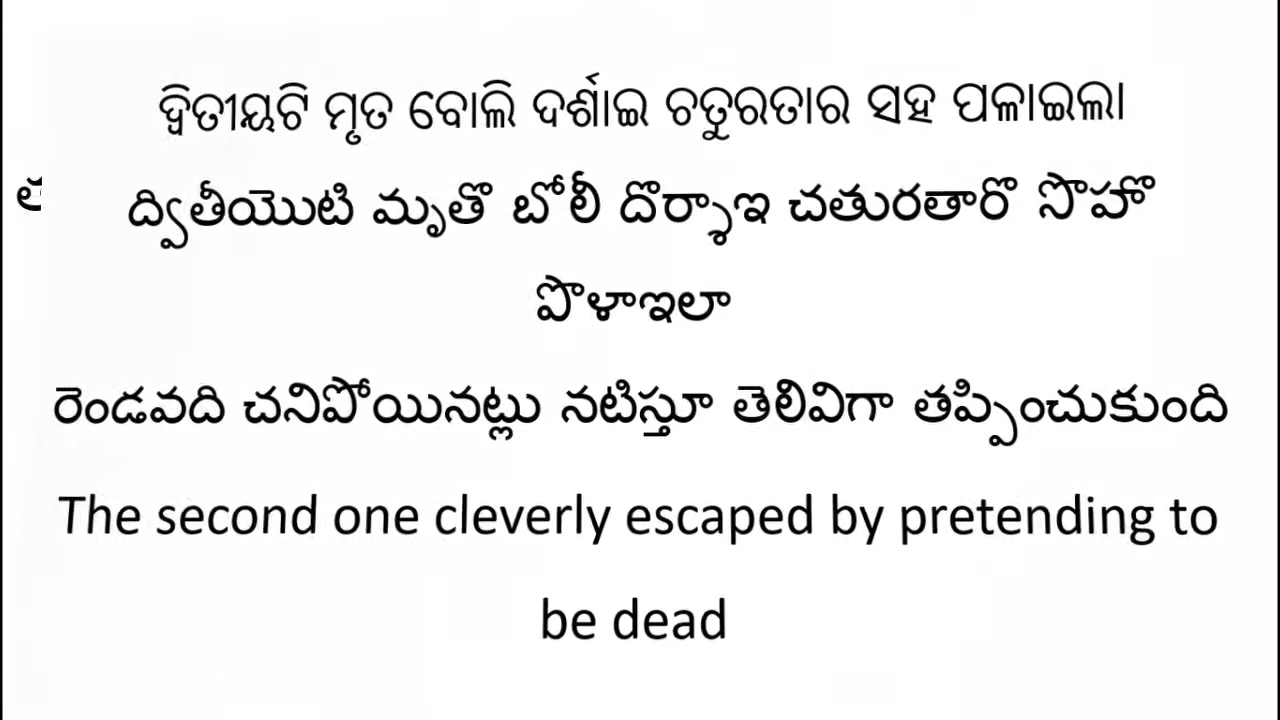 ଦ୍ୱିତୀୟଟି ମୃତ ବୋଲି ଦର୍ଶାଇ ଚତୁରତାର ସହ ପଳାଇଲା
ద్వితీయొటి మృతొ బోలీ దొర్శాఇ చతురతారొ సొహొ
పొళాఇలా
రెండవది చనిపోయినట్లు నటిస్తూ తెలివిగా తప్పించుకుంది
The second one cleverly escaped by pretending to
be dead